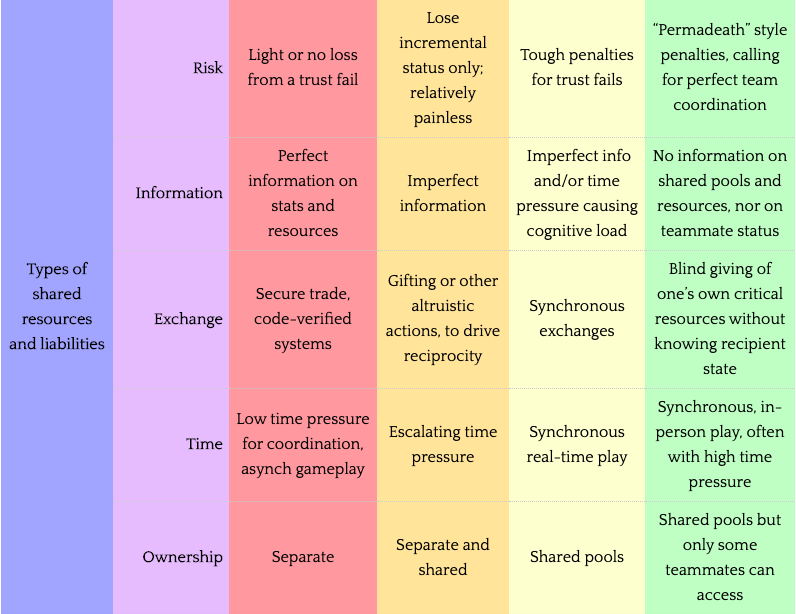 Types of
shared
resources
and liabilities
Risk
Light or no loss
from a trust fail
Lose
incremental
status only;
relatively
painless
Tough penalties
for trust fails
“Permadeath” style
penalties, calling
for perfect team
coordination
Information
Perfect
information on
stats and
resources
Imperfect
information
Imperfect info
and/or time
pressure causing
cognitive load
No information on
shared pools and
resources, nor on
teammate status
Exchange
Secure trade,
code-verified
systems
Gifting or other
altruistic
actions, to drive
reciprocity
Synchronous
exchanges
Blind giving of
one’s own critical
resources without
knowing recipient
state
Time
Low time pressure
for coordination,
asynch gameplay
Escalating time
pressure
Synchronous
real-time play
Synchronous, in-
person play, often
with high time
pressure
Ownership
Separate
Separate and
shared
Shared pools
Shared pools but
only some
teammates can
access